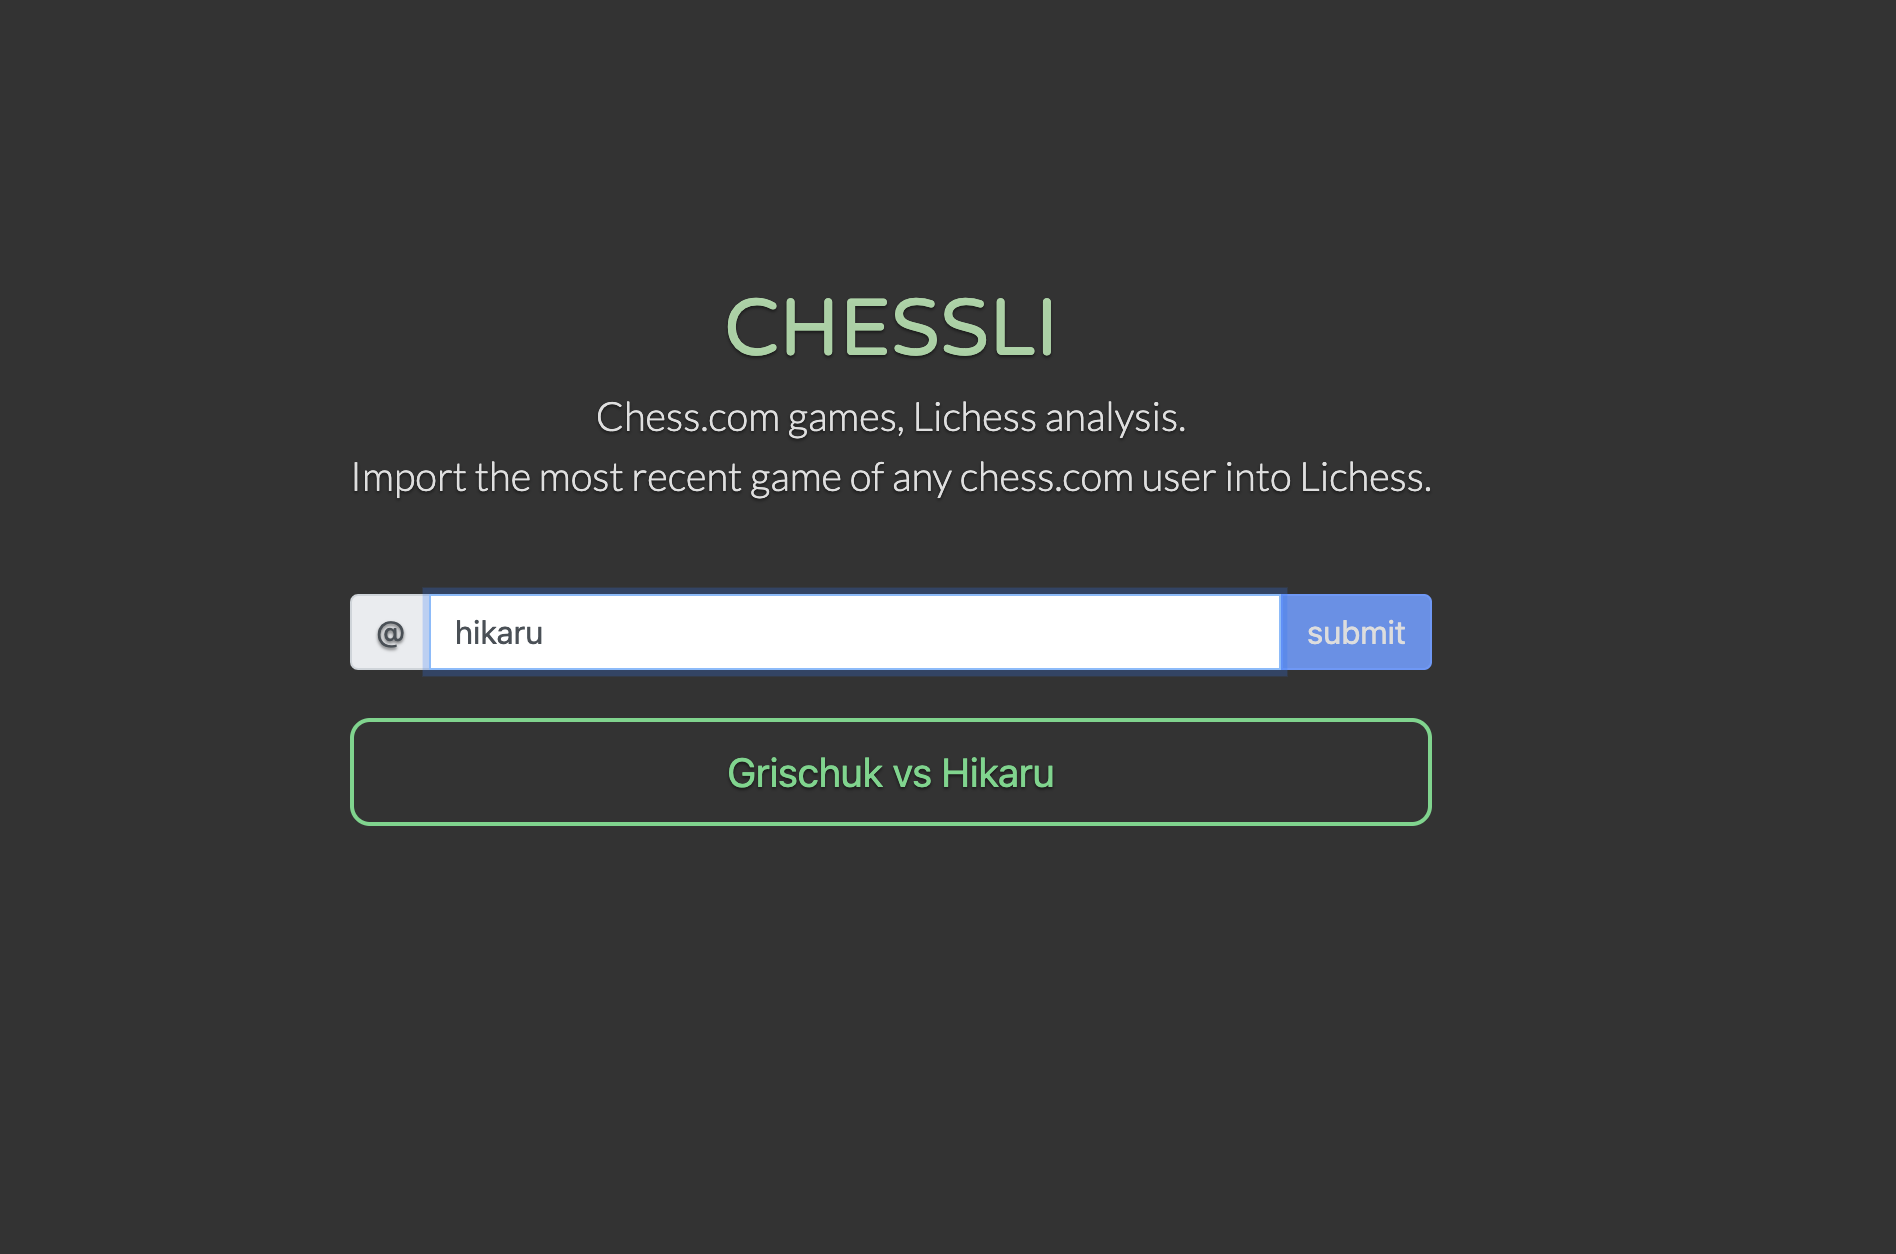 CHESSLI
Chess.com games, Lichess analysis.
Import the most recent game of any chess.com user into Lichess.
@ hikaru submit
Grischuk vs Hikaru